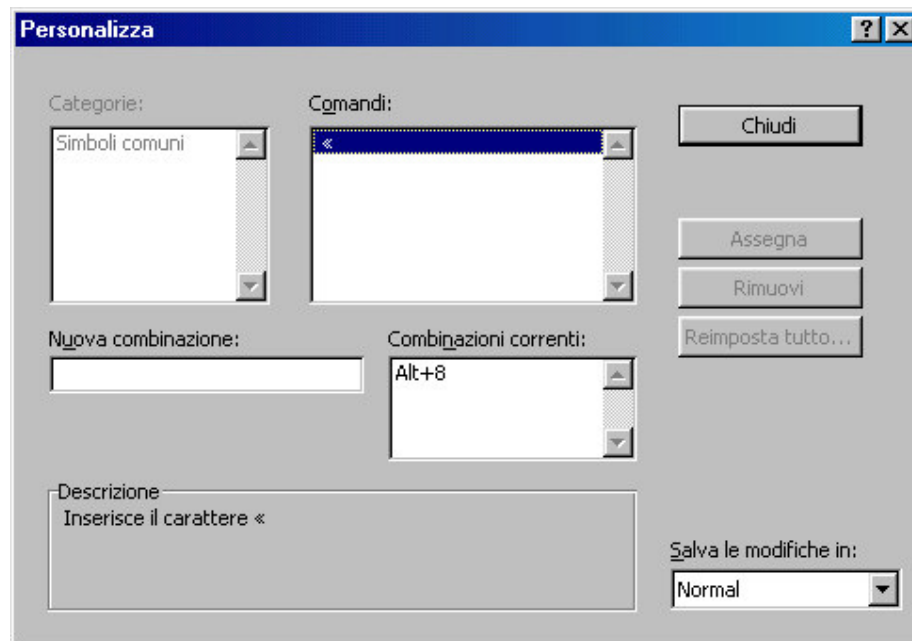 Personalizza
Categorie:
Comandi:
Simboli comuni
«
Chiudi
Assegna
Rimuovi
Reimposta tutto...
Nuova combinazione:
Combinazioni correnti:
Alt+8
Descrizione
Inserisce il carattere «
Salva le modifiche in:
Normal